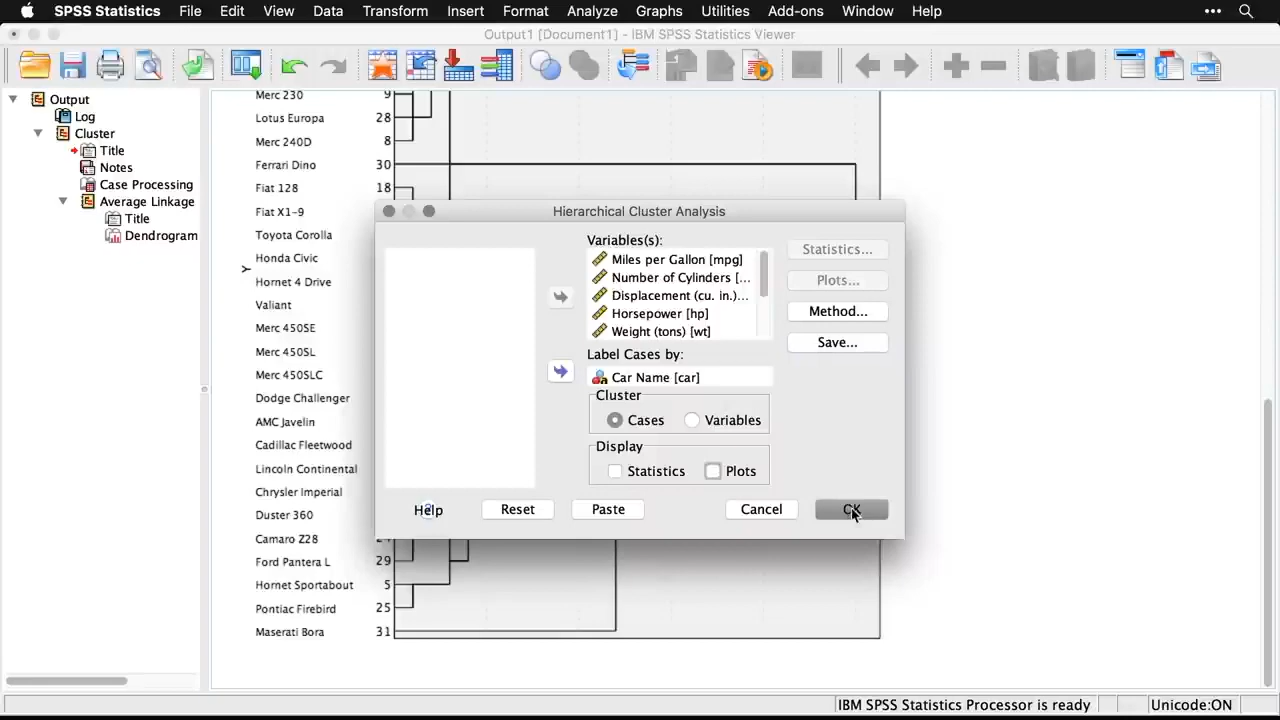 SPSS Statistics File Edit View Data Transform Insert Format Analyze Graphs Utilities Add-ons Window Help
Output1 [Document1] - IBM SPSS Statistics Viewer
Output
Log
Cluster
Title
Notes
Case Processing
Average Linkage
Title
Dendrogram
Merc 230 9
Lotus Europa 28
Merc 240D 8
Ferrari Dino 30
Fiat 128 18
Fiat X1-9
Toyota Corolla
Honda Civic
Y
Hornet 4 Drive
Valiant
Merc 450SE
Merc 450SL
Merc 450SLC
Dodge Challenger
AMC Javelin
Cadillac Fleetwood
Lincoln Continental
Chrysler Imperial
Duster 360
Camaro Z28 24
Ford Pantera L 29
Hornet Sportabout 5
Pontiac Firebird 25
Maserati Bora 31
Hierarchical Cluster Analysis
Variables(s):
Miles per Gallon [mpg]
Number of Cylinders [...
Displacement (cu. in.)...
Horsepower [hp]
Weight (tons) [wt]
Label Cases by:
Car Name [car]
Cluster
Cases Variables
Display
Statistics Plots
Statistics...
Plots...
Method...
Save...
Help Reset Paste Cancel OK
IBM SPSS Statistics Processor is ready Unicode:ON